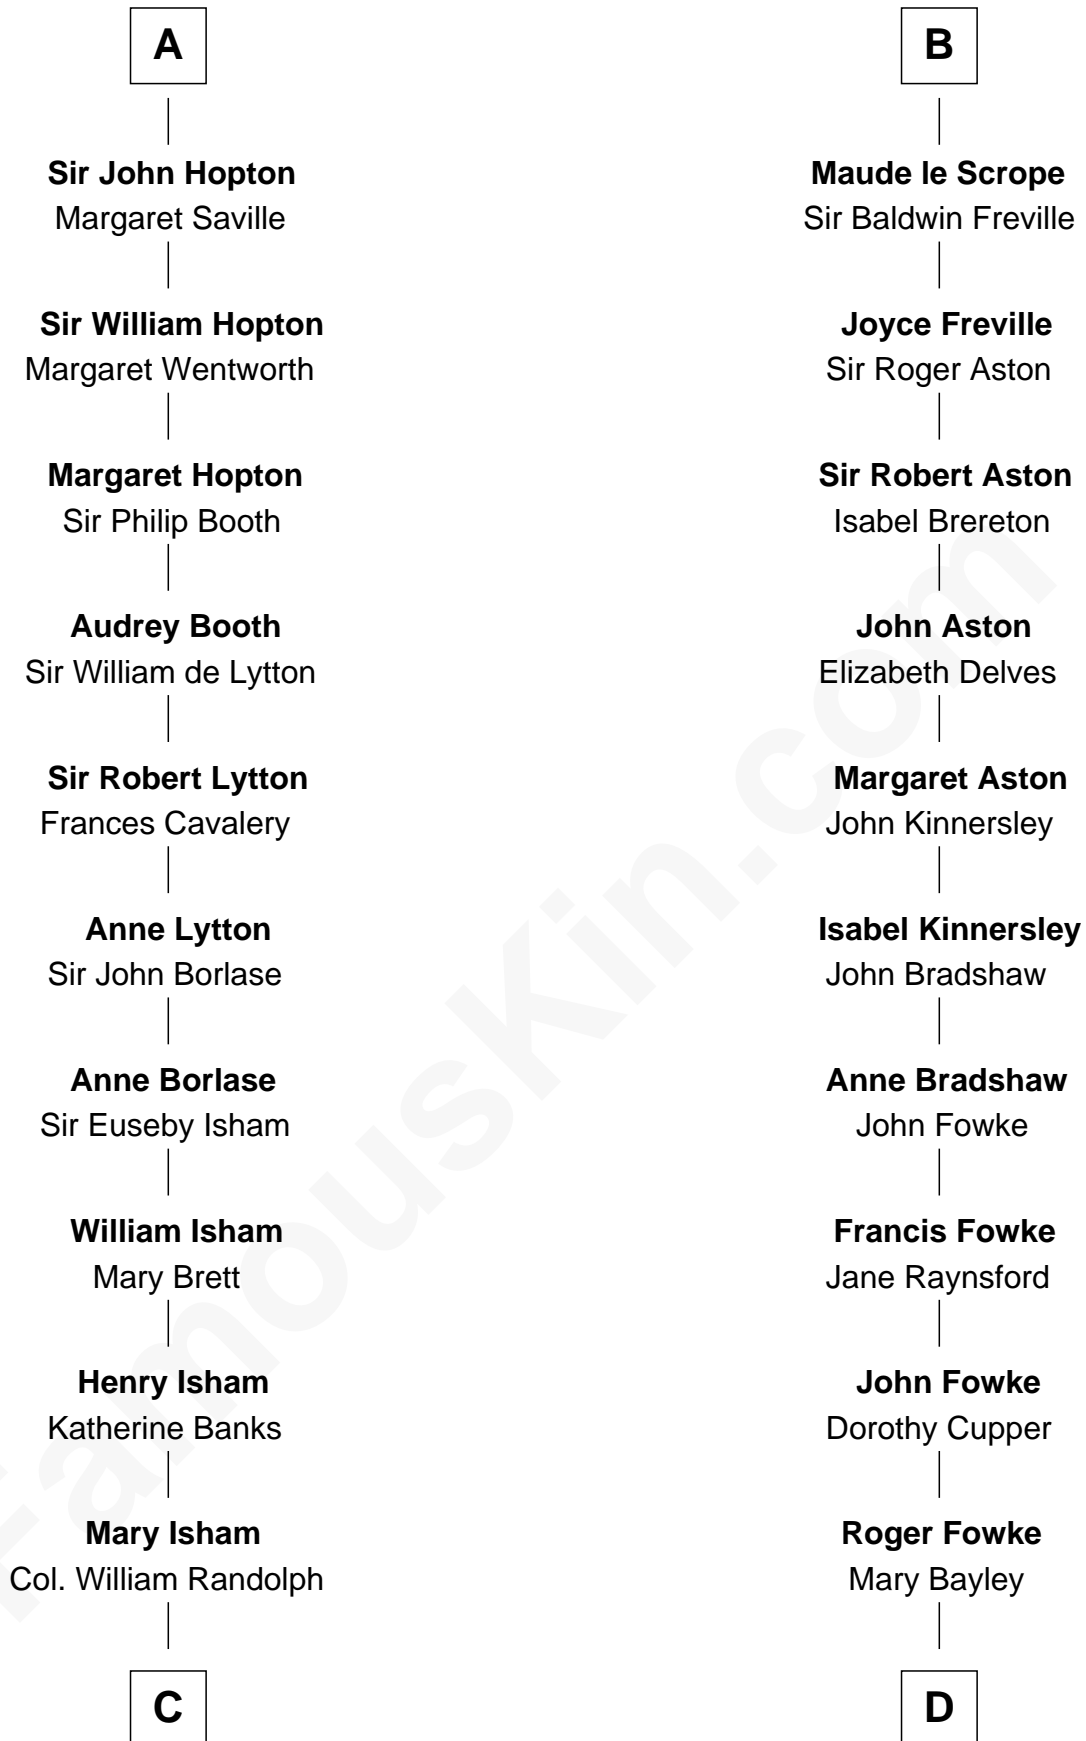 A
Sir John Hopton
Margaret Saville
Sir William Hopton
Margaret Wentworth
Margaret Hopton
Sir Philip Booth
Audrey Booth
Sir William de Lytton
Sir Robert Lytton
Frances Cavalery
Anne Lytton
Sir John Borlase
Anne Borlase
Sir Euseby Isham
William Isham
Mary Brett
Henry Isham
Katherine Banks
Mary Isham
Col. William Randolph
C
B
Maude le Scrope
Sir Baldwin Freville
Joyce Freville
Sir Roger Aston
Sir Robert Aston
Isabel Brereton
John Aston
Elizabeth Delves
Margaret Aston
John Kinnersley
Isabel Kinnersley
John Bradshaw
Anne Bradshaw
John Fowke
Francis Fowke
Jane Raynsford
John Fowke
Dorothy Cupper
Roger Fowke
Mary Bayley
D
FamousKin.com